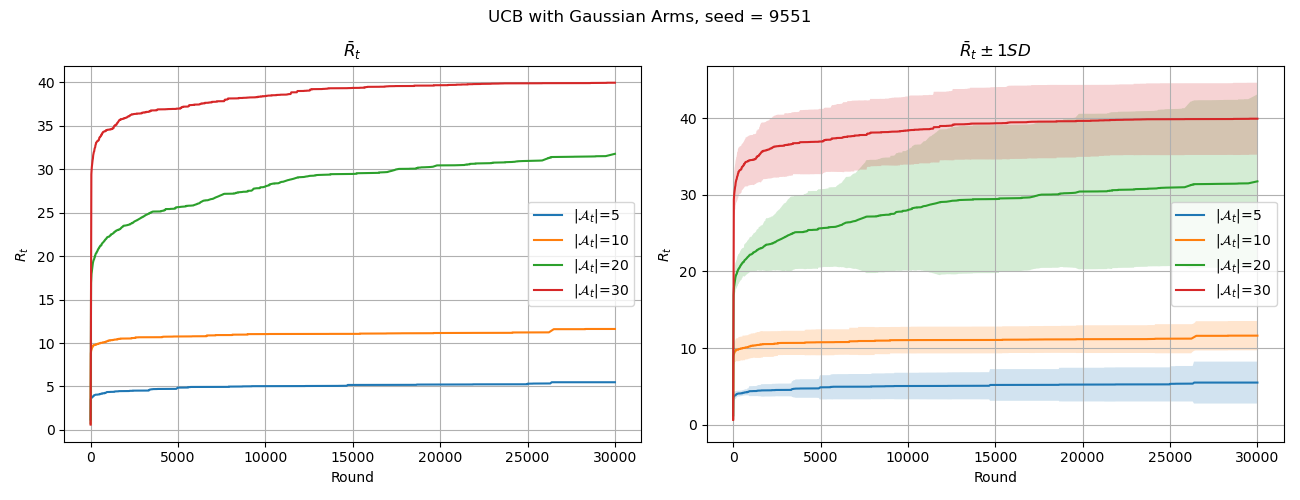 UCB with Gaussian Arms, seed = 9551
R̄ₜ
40
35
30
25
20
15
10
5
0
Rₜ
|𝒜ₜ|=5
|𝒜ₜ|=10
|𝒜ₜ|=20
|𝒜ₜ|=30
0 5000 10000 15000 20000 25000 30000
Round
R̄ₜ ± 1SD
40
30
20
10
0
Rₜ
|𝒜ₜ|=5
|𝒜ₜ|=10
|𝒜ₜ|=20
|𝒜ₜ|=30
0 5000 10000 15000 20000 25000 30000
Round